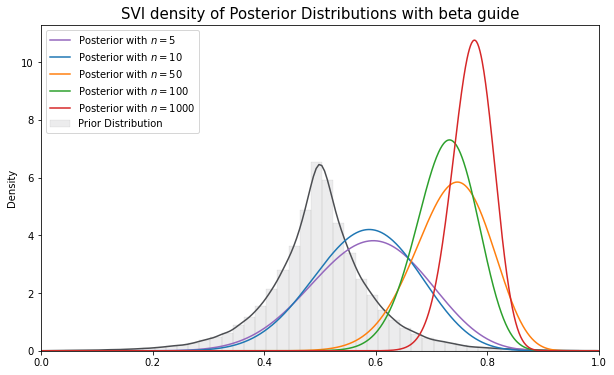 SVI density of Posterior Distributions with beta guide
Posterior with n = 5
Posterior with n = 10
Posterior with n = 50
Posterior with n = 100
Posterior with n = 1000
Prior Distribution
Density
10
8
6
4
2
0
0.0 0.2 0.4 0.6 0.8 1.0